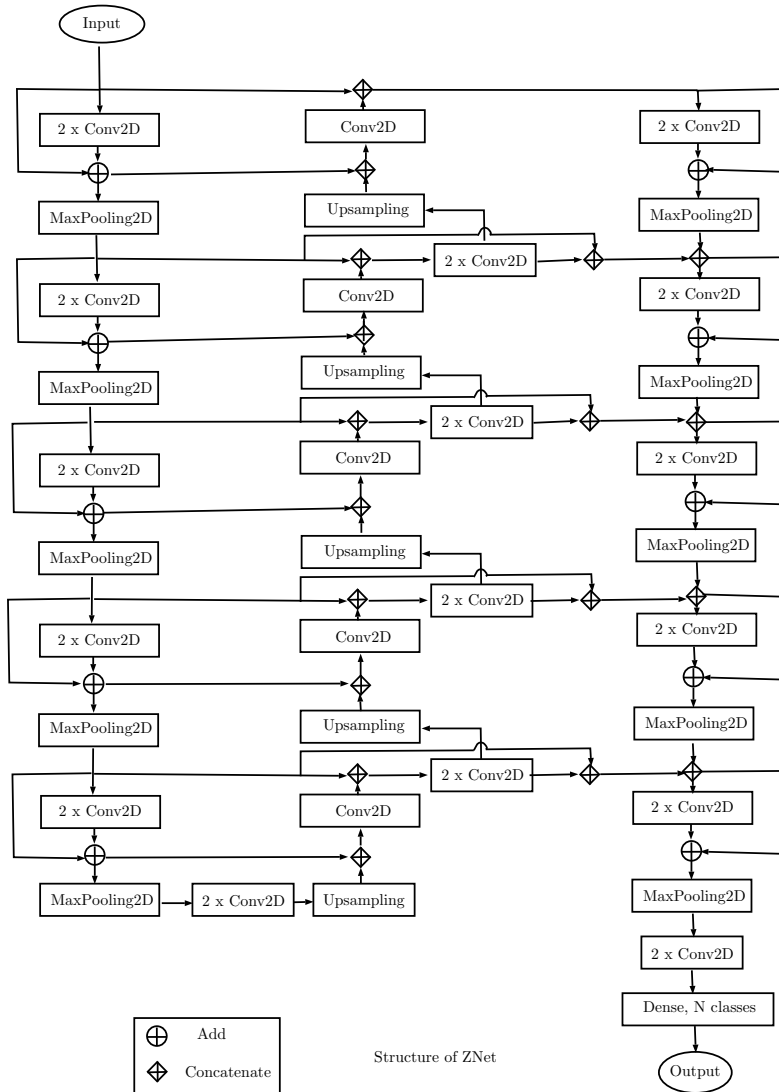 Input
2 x Conv2D
Conv2D
2 x Conv2D
MaxPooling2D
Upsampling
MaxPooling2D
2 x Conv2D
2 x Conv2D
Conv2D
2 x Conv2D
MaxPooling2D
Upsampling
MaxPooling2D
2 x Conv2D
2 x Conv2D
Conv2D
2 x Conv2D
MaxPooling2D
Upsampling
MaxPooling2D
2 x Conv2D
2 x Conv2D
Conv2D
2 x Conv2D
MaxPooling2D
Upsampling
MaxPooling2D
2 x Conv2D
2 x Conv2D
Conv2D
2 x Conv2D
MaxPooling2D
2 x Conv2D
Upsampling
MaxPooling2D
2 x Conv2D
Dense, N classes
Add
Concatenate
Structure of ZNet
Output